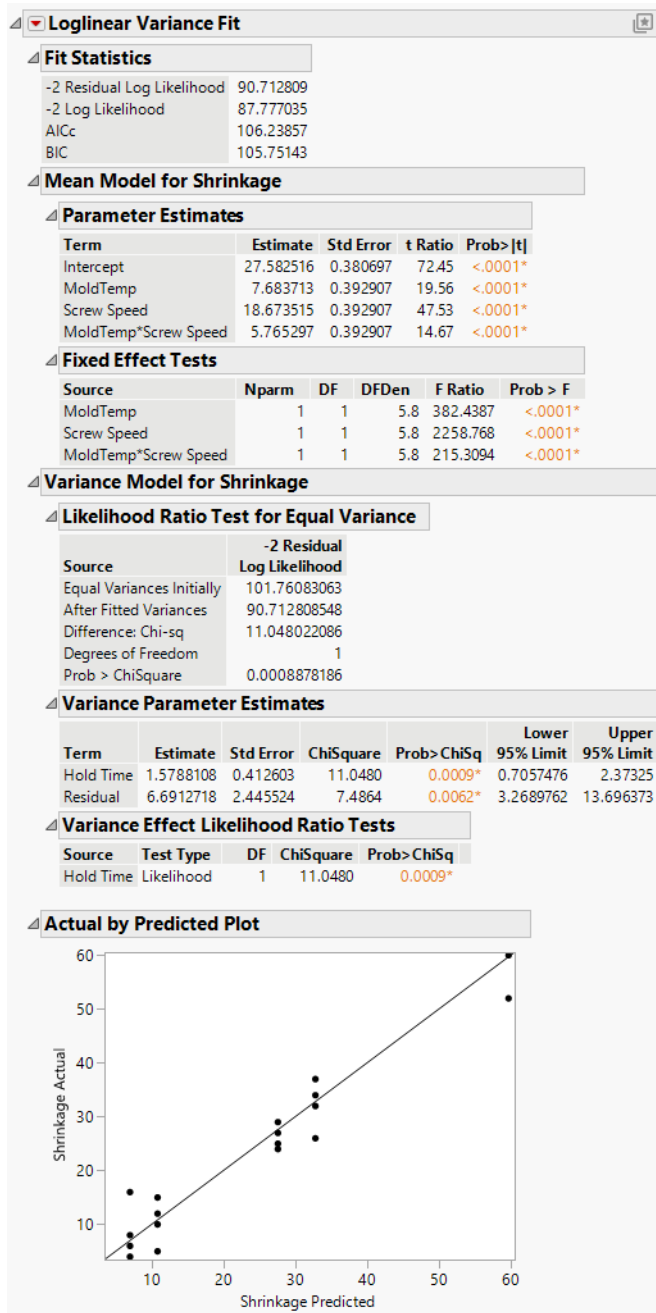 Loglinear Variance Fit
Fit Statistics
-2 Residual Log Likelihood 90.712809
-2 Log Likelihood 87.777035
AICc 106.23857
BIC 105.75143
Mean Model for Shrinkage
Parameter Estimates
Term Estimate Std Error t Ratio Prob>|t|
Intercept 27.582516 0.380697 72.45 <.0001*
MoldTemp 7.683713 0.392907 19.56 <.0001*
Screw Speed 18.673515 0.392907 47.53 <.0001*
MoldTemp*Screw Speed 5.765297 0.392907 14.67 <.0001*
Fixed Effect Tests
Source Nparm DF DFDen F Ratio Prob > F
MoldTemp 1 1 5.8 382.4387 <.0001*
Screw Speed 1 1 5.8 2258.768 <.0001*
MoldTemp*Screw Speed 1 1 5.8 215.3094 <.0001*
Variance Model for Shrinkage
Likelihood Ratio Test for Equal Variance
-2 Residual
Source Log Likelihood
Equal Variances Initially 101.76083063
After Fitted Variances 90.712808548
Difference: Chi-sq 11.048022086
Degrees of Freedom 1
Prob > ChiSquare 0.0008878186
Variance Parameter Estimates
Lower Upper
Term Estimate Std Error ChiSquare Prob>ChiSq 95% Limit 95% Limit
Hold Time 1.5788108 0.412603 11.0480 0.0009* 0.7057476 2.37325
Residual 6.6912718 2.445524 7.4864 0.0062* 3.2689762 13.696373
Variance Effect Likelihood Ratio Tests
Source Test Type DF ChiSquare Prob>ChiSq
Hold Time Likelihood 1 11.0480 0.0009*
Actual by Predicted Plot
60
50
40
30
20
10
Shrinkage Actual
10 20 30 40 50 60
Shrinkage Predicted